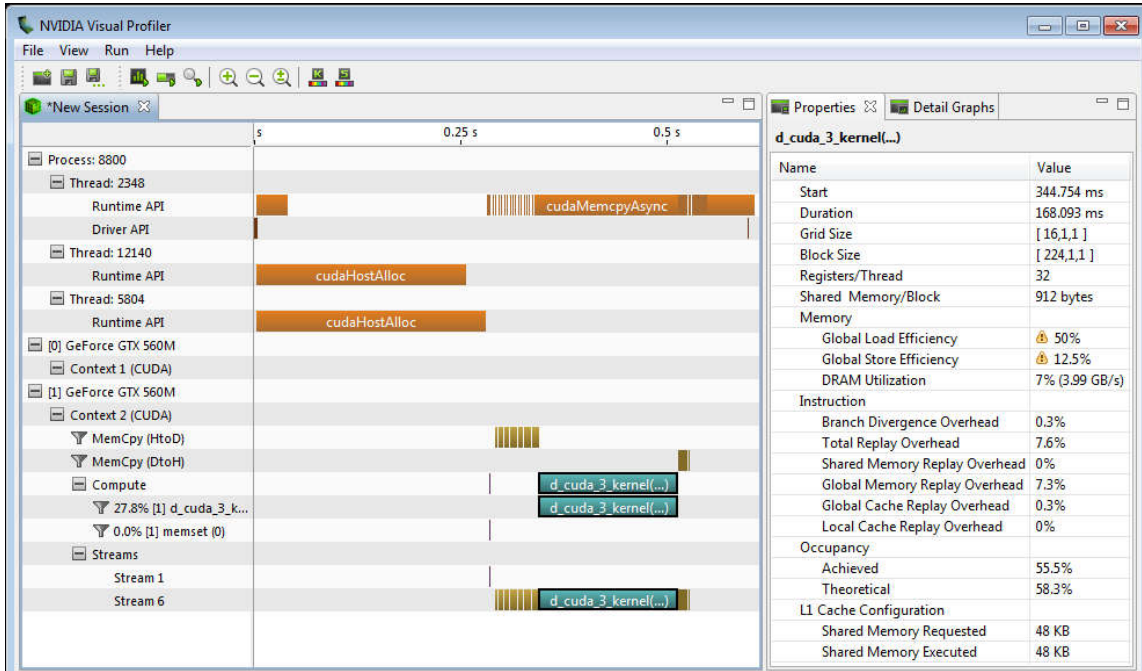 NVIDIA Visual Profiler
File View Run Help
*New Session
s 0.25 s 0.5 s
Process: 8800
Thread: 2348
Runtime API cudaMemcpyAsync
Driver API
Thread: 12140
Runtime API cudaHostAlloc
Thread: 5804
Runtime API cudaHostAlloc
[0] GeForce GTX 560M
Context 1 (CUDA)
[1] GeForce GTX 560M
Context 2 (CUDA)
MemCpy (HtoD)
MemCpy (DtoH)
Compute d_cuda_3_kernel(...)
27.8% [1] d_cuda_3_k... d_cuda_3_kernel(...)
0.0% [1] memset (0)
Streams
Stream 1
Stream 6 d_cuda_3_kernel(...)
Properties Detail Graphs
d_cuda_3_kernel(...)
Name Value
Start 344.754 ms
Duration 168.093 ms
Grid Size [ 16,1,1 ]
Block Size [ 224,1,1 ]
Registers/Thread 32
Shared Memory/Block 912 bytes
Memory
Global Load Efficiency 50%
Global Store Efficiency 12.5%
DRAM Utilization 7% (3.99 GB/s)
Instruction
Branch Divergence Overhead 0.3%
Total Replay Overhead 7.6%
Shared Memory Replay Overhead 0%
Global Memory Replay Overhead 7.3%
Global Cache Replay Overhead 0.3%
Local Cache Replay Overhead 0%
Occupancy
Achieved 55.5%
Theoretical 58.3%
L1 Cache Configuration
Shared Memory Requested 48 KB
Shared Memory Executed 48 KB